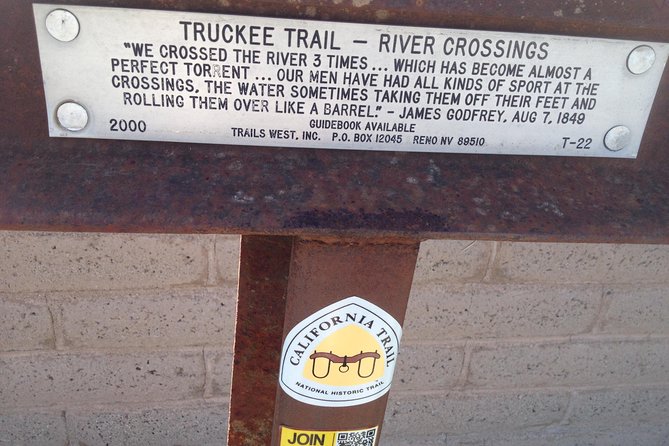 TRUCKEE TRAIL – RIVER CROSSINGS
"WE CROSSED THE RIVER 3 TIMES ... WHICH HAS BECOME ALMOST A
PERFECT TORRENT ... OUR MEN HAVE HAD ALL KINDS OF SPORT AT THE
CROSSINGS, THE WATER SOMETIMES TAKING THEM OFF THEIR FEET AND
ROLLING THEM OVER LIKE A BARREL." - JAMES GODFREY, AUG 7, 1849
2000
GUIDEBOOK AVAILABLE
TRAILS WEST, INC. P.O. BOX 12045 RENO NV 89510
T-22
CALIFORNIA TRAIL
NATIONAL HISTORIC TRAIL
JOIN